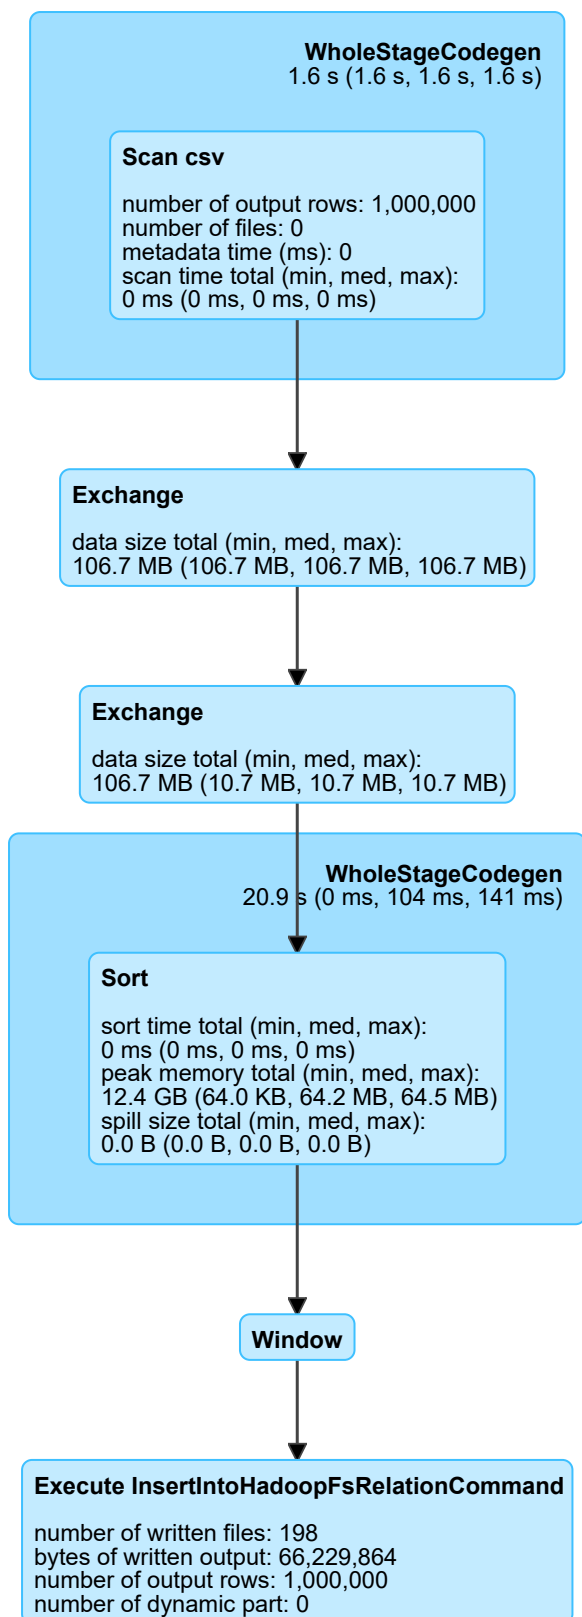 WholeStageCodegen
1.6 s (1.6 s, 1.6 s, 1.6 s)
Scan csv
number of output rows: 1,000,000
number of files: 0
metadata time (ms): 0
scan time total (min, med, max):
0 ms (0 ms, 0 ms, 0 ms)
Exchange
data size total (min, med, max):
106.7 MB (106.7 MB, 106.7 MB, 106.7 MB)
Exchange
data size total (min, med, max):
106.7 MB (10.7 MB, 10.7 MB, 10.7 MB)
WholeStageCodegen
20.9 s (0 ms, 104 ms, 141 ms)
Sort
sort time total (min, med, max):
0 ms (0 ms, 0 ms, 0 ms)
peak memory total (min, med, max):
12.4 GB (64.0 KB, 64.2 MB, 64.5 MB)
spill size total (min, med, max):
0.0 B (0.0 B, 0.0 B, 0.0 B)
Window
Execute InsertIntoHadoopFsRelationCommand
number of written files: 198
bytes of written output: 66,229,864
number of output rows: 1,000,000
number of dynamic part: 0